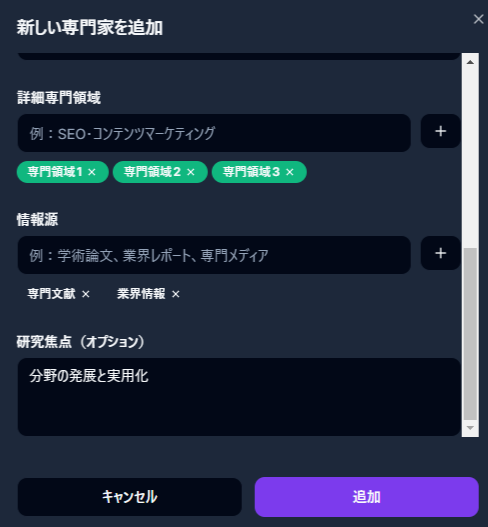 新しい専門家を追加
×
詳細専門領域
例：SEO・コンテンツマーケティング
+
専門領域1 × 専門領域2 × 専門領域3 ×
情報源
例：学術論文、業界レポート、専門メディア
+
専門文献 × 業界情報 ×
研究焦点（オプション）
分野の発展と実用化
キャンセル 追加